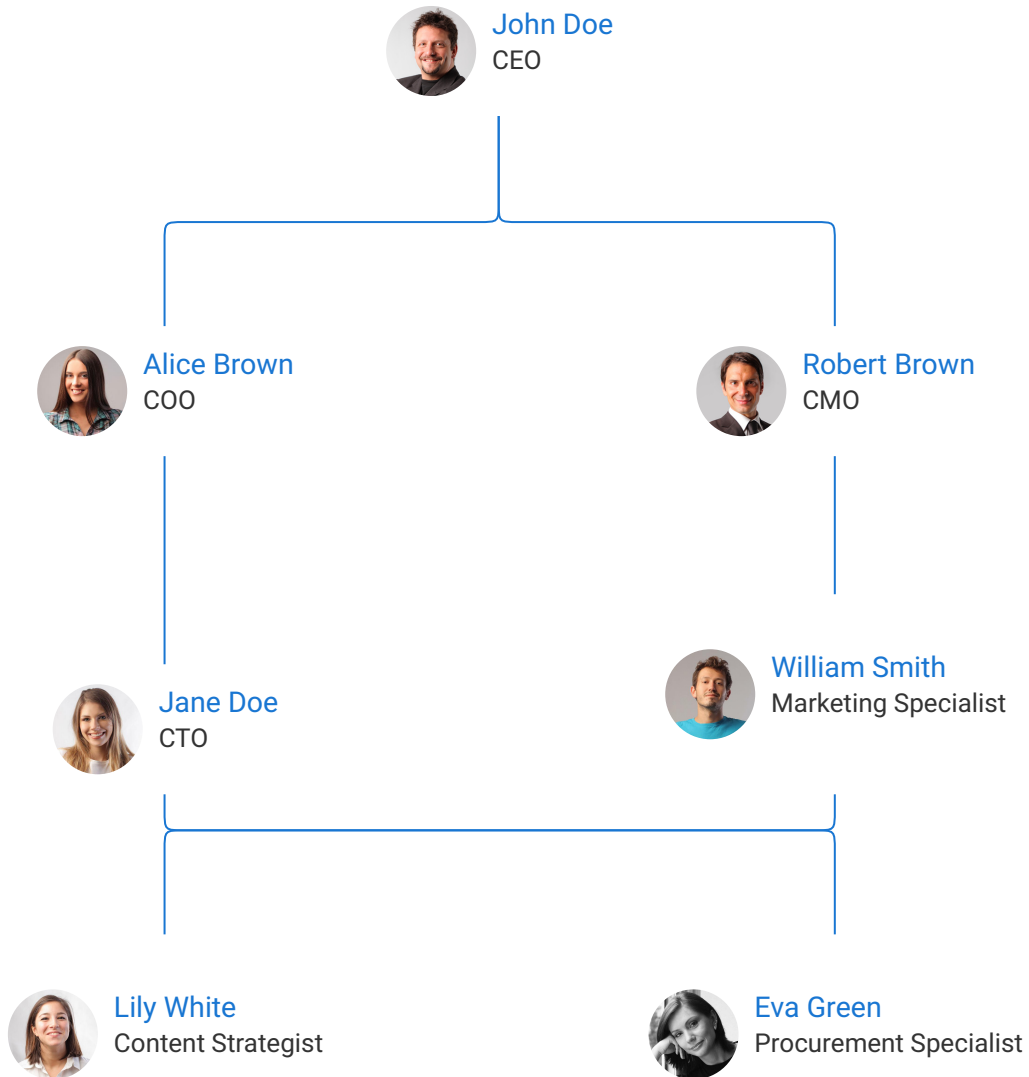 John Doe
CEO
Alice Brown
COO
Robert Brown
CMO
Jane Doe
CTO
William Smith
Marketing Specialist
Lily White
Content Strategist
Eva Green
Procurement Specialist